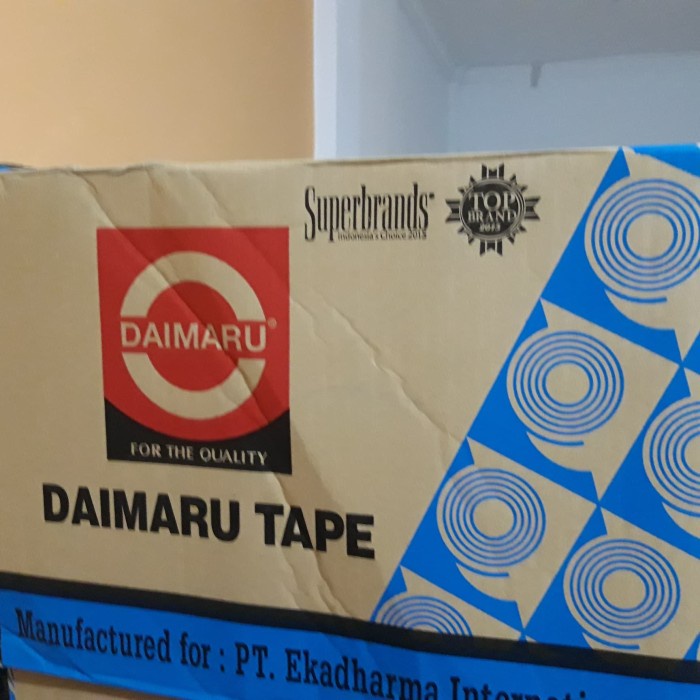 Superbrands
Indonesia's Choice 2015
TOP
BRAND
DAIMARU®
FOR THE QUALITY
DAIMARU TAPE
Manufactured for : PT. Ekadharma